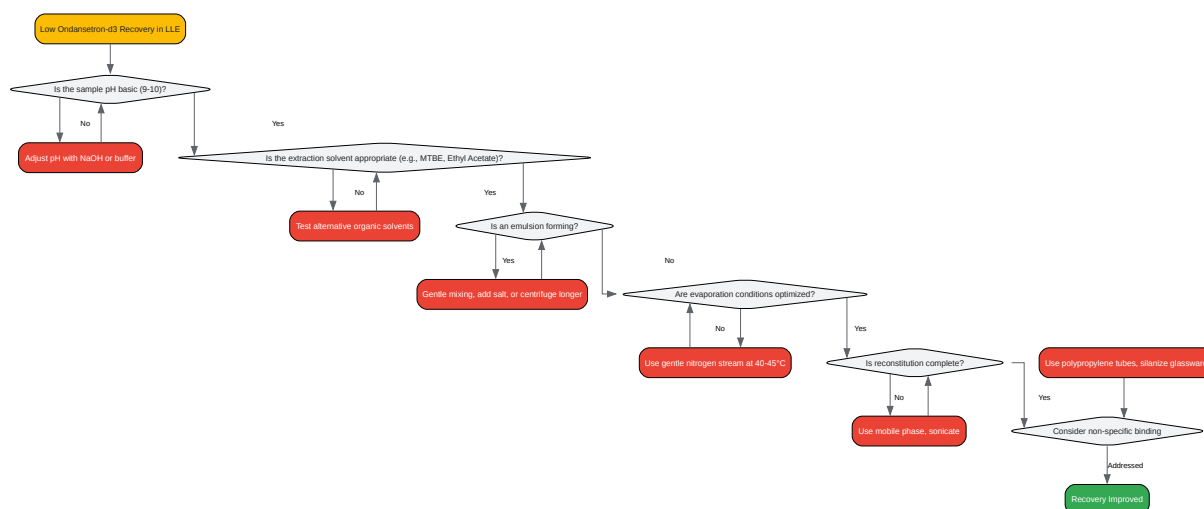 Low Ondansetron-d3 Recovery in LLE
Is the sample pH basic (9-10)?
No
Yes
Adjust pH with NaOH or buffer
Is the extraction solvent appropriate (e.g., MTBE, Ethyl Acetate)?
No
Yes
Test alternative organic solvents
Is an emulsion forming?
Yes
No
Gentle mixing, add salt, or centrifuge longer
Are evaporation conditions optimized?
No
Yes
Use gentle nitrogen stream at 40-45°C
Is reconstitution complete?
Use polypropylene tubes, silanize glassware
No
Yes
Use mobile phase, sonicate
Consider non-specific binding
Addressed
Recovery Improved